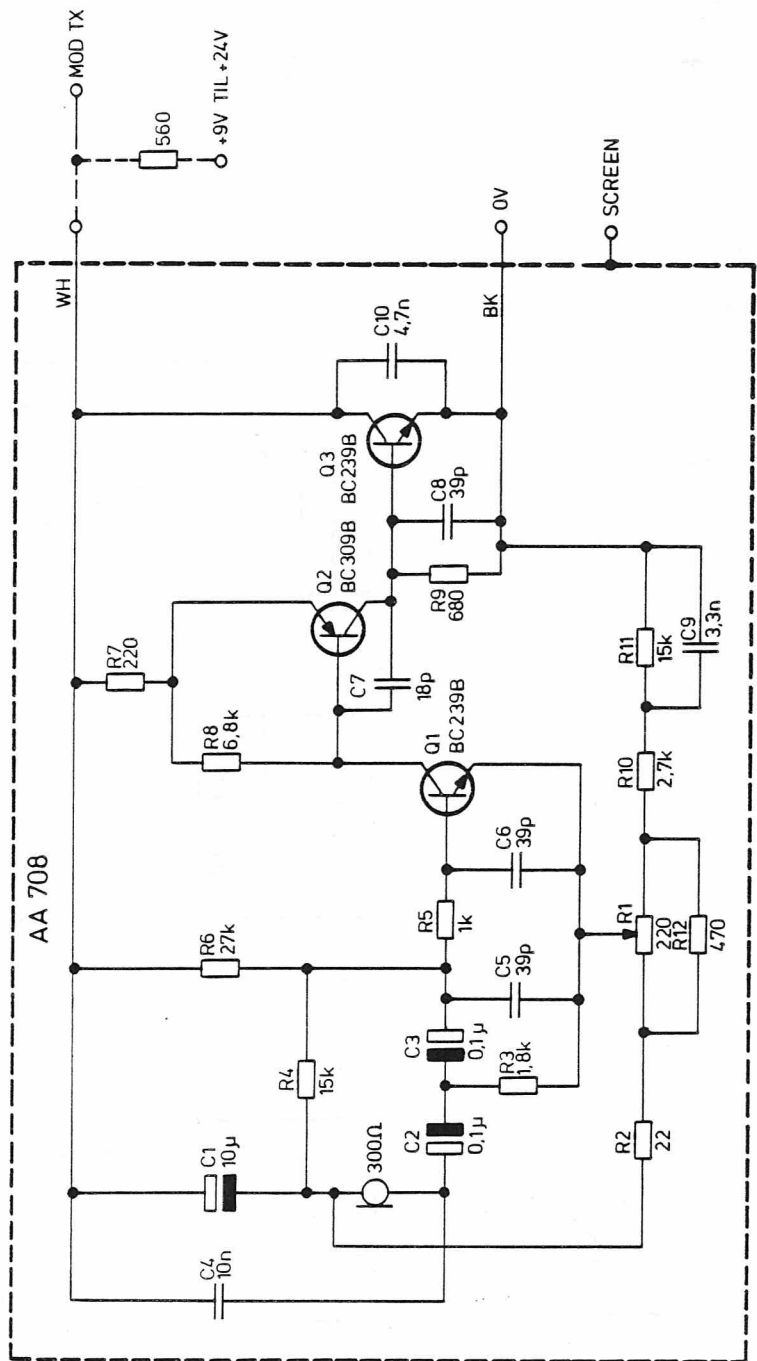 AA 708
MOD TX
560
+9V TIL +24V
WH
0V
BK
SCREEN
C4
10n
C1
10µ
R4
15k
R6
27k
R8
6,8k
R7
220
Q2
BC309B
Q3
BC239B
C10
4,7n
C7
18p
R9
680
C8
39p
300Ω
C2
0,1µ
C3
0,1µ
R3
1,8k
C5
39p
R5
1k
C6
39p
Q1
BC239B
R2
22
R1
220
R12
470
R10
2,7k
R11
15k
C9
3,3n